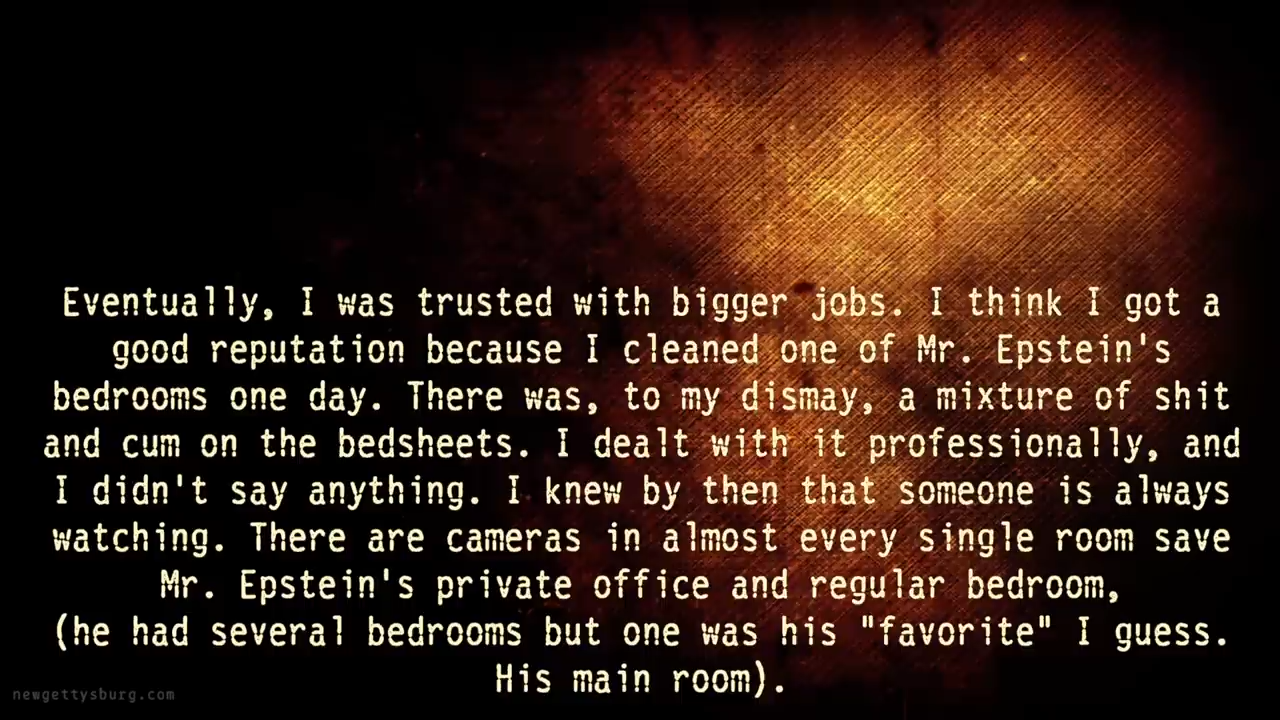 Eventually, I was trusted with bigger jobs. I think I got a
good reputation because I cleaned one of Mr. Epstein's
bedrooms one day. There was, to my dismay, a mixture of shit
and cum on the bedsheets. I dealt with it professionally, and
I didn't say anything. I knew by then that someone is always
watching. There are cameras in almost every single room save
Mr. Epstein's private office and regular bedroom,
(he had several bedrooms but one was his "favorite" I guess.
His main room).
newgettysburg.com